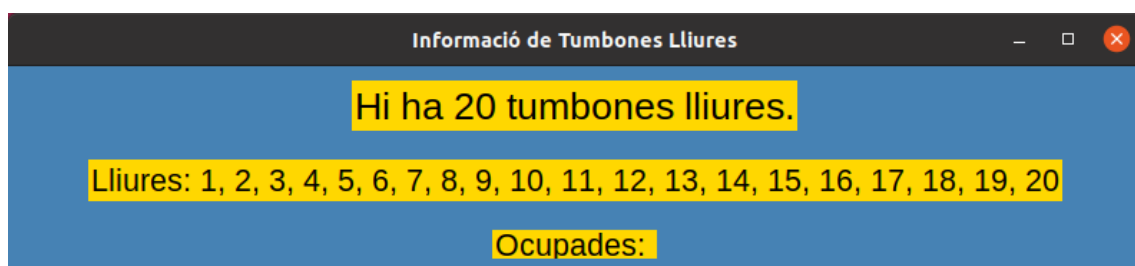 Informació de Tumbones Lliures
Hi ha 20 tumbones lliures.
Lliures: 1, 2, 3, 4, 5, 6, 7, 8, 9, 10, 11, 12, 13, 14, 15, 16, 17, 18, 19, 20
Ocupades: